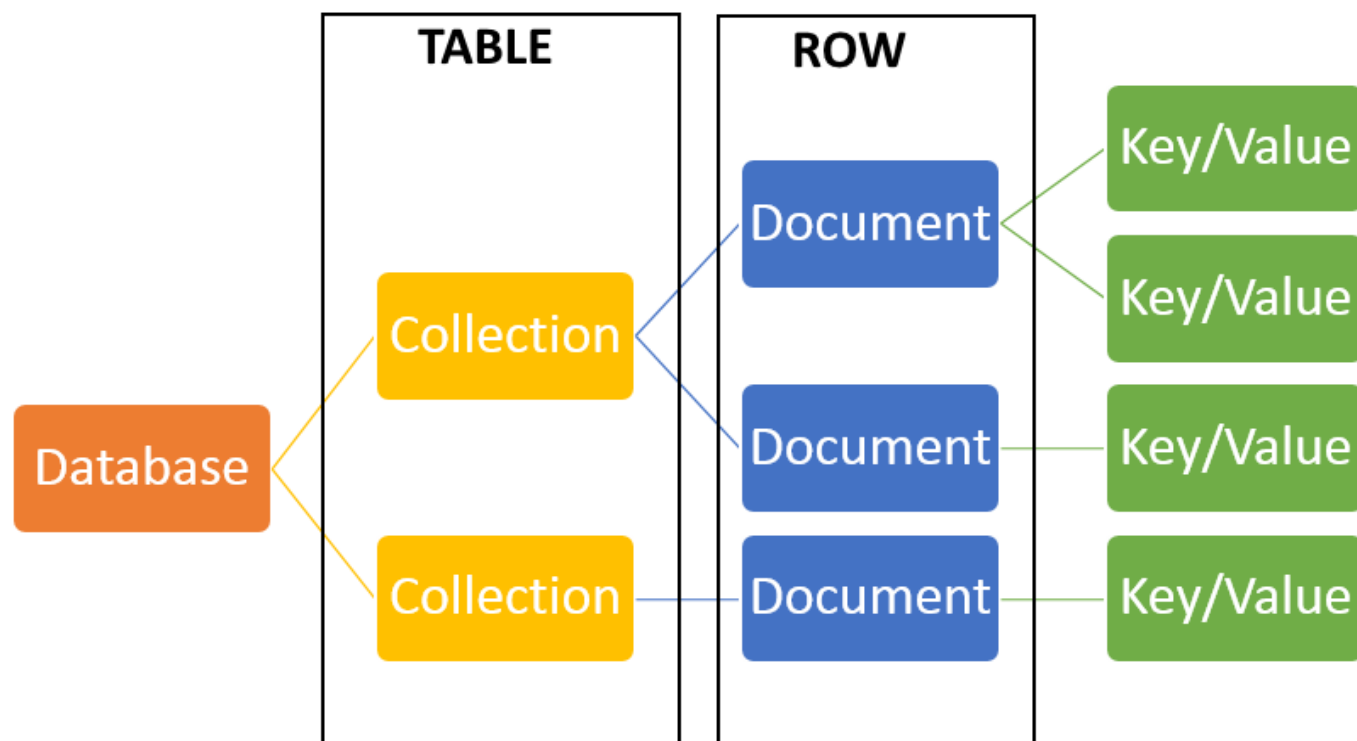 TABLE
ROW
Key/Value
Document
Key/Value
Collection
Database
Document
Key/Value
Collection
Document
Key/Value